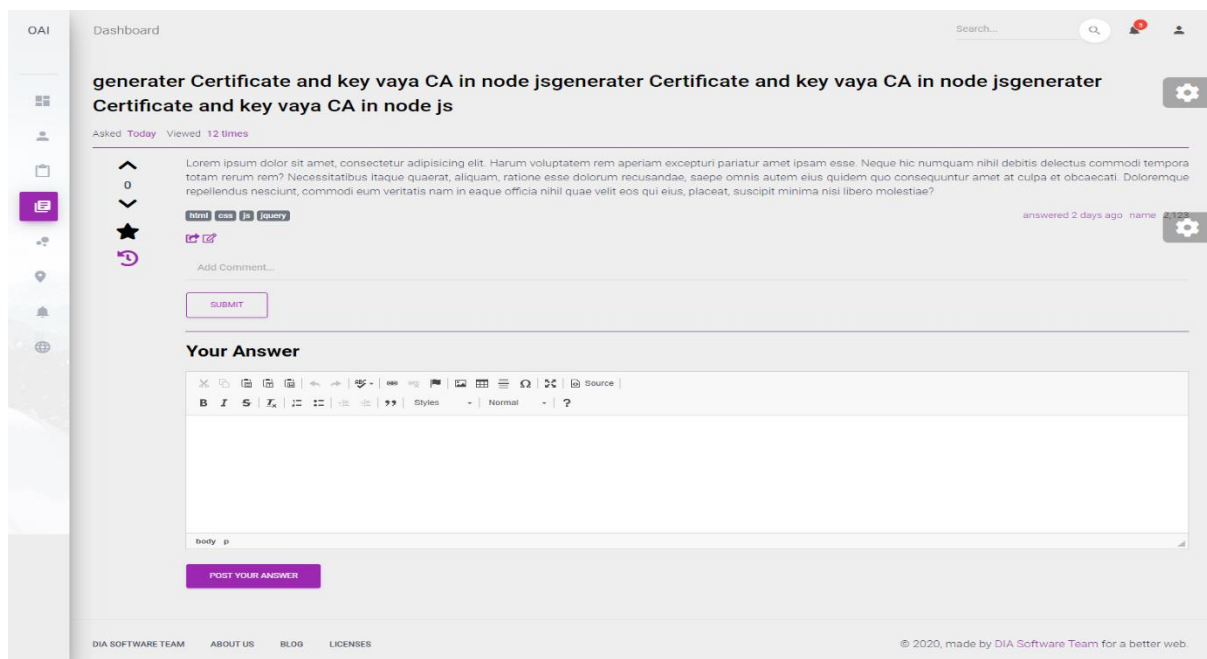 OAI
Dashboard
Search...
5
generater Certificate and key vaya CA in node jsgenerater Certificate and key vaya CA in node jsgenerater
Certificate and key vaya CA in node js
Asked Today Viewed 12 times
Lorem ipsum dolor sit amet, consectetur adipisicing elit. Harum voluptatem rem aperiam excepturi pariatur amet ipsam esse. Neque hic numquam nihil debitis delectus commodi tempora
0
totam rerum rem? Necessitatibus itaque quaerat, aliquam, ratione esse dolorum recusandae, saepe omnis autem eius quidem quo consequuntur amet at culpa et obcaecati. Doloremque
repellendus nesciunt, commodi eum veritatis nam in eaque officia nihil quae velit eos qui eius, placeat, suscipit minima nisi libero molestiae?
html css js jquery
answered 2 days ago name 2,123
Add Comment...
SUBMIT
Your Answer
Source
B I S Tx Styles Normal ?
body p
POST YOUR ANSWER
DIA SOFTWARE TEAM ABOUT US BLOG LICENSES
© 2020, made by DIA Software Team for a better web.